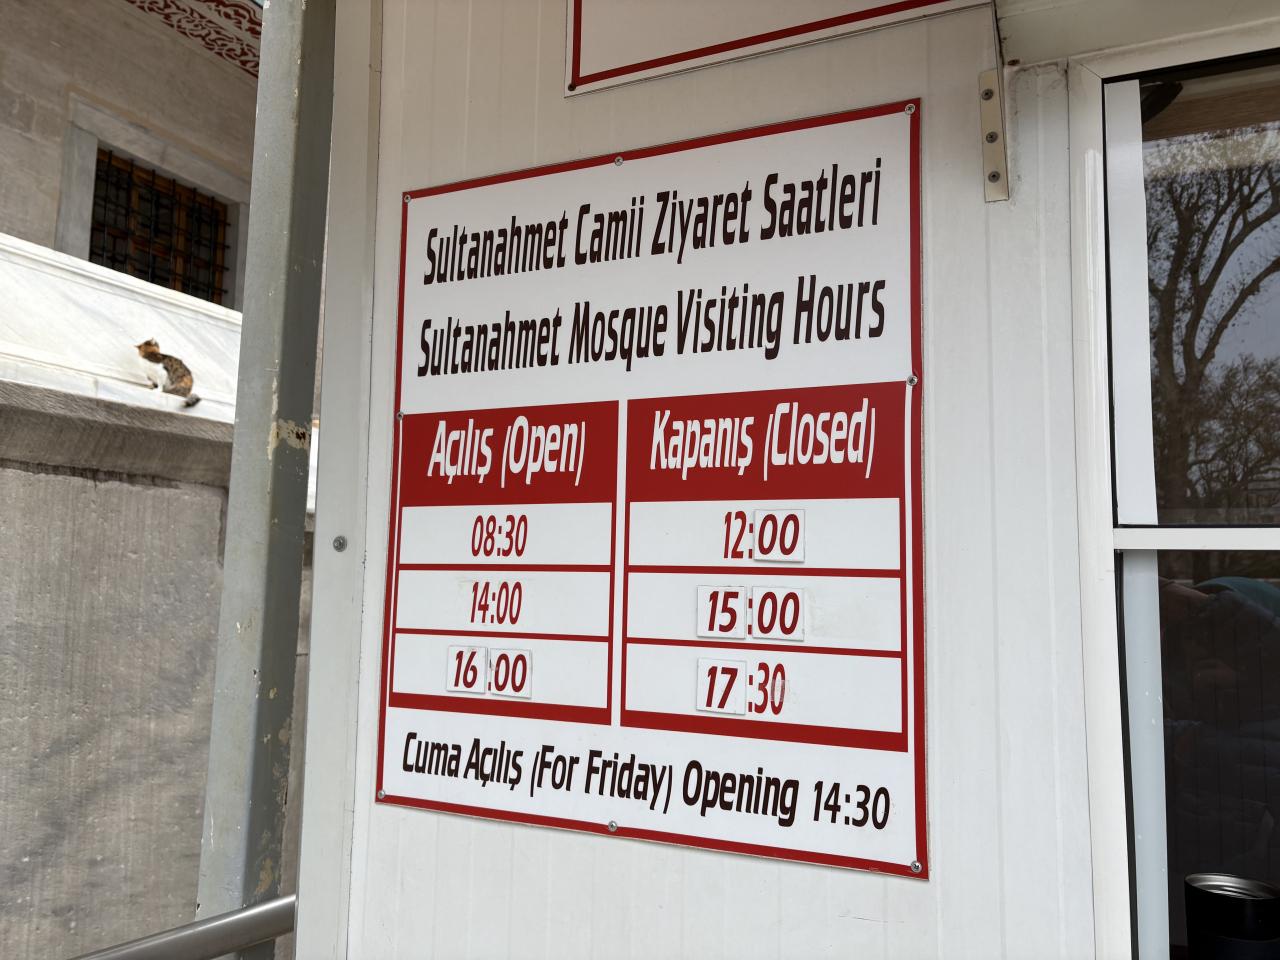 Sultanahmet Camii Ziyaret Saatleri
Sultanahmet Mosque Visiting Hours
Açılış (Open) Kapanış (Closed)
08:30 12:00
14:00 15:00
16:00 17:30
Cuma Açılış (For Friday) Opening 14:30